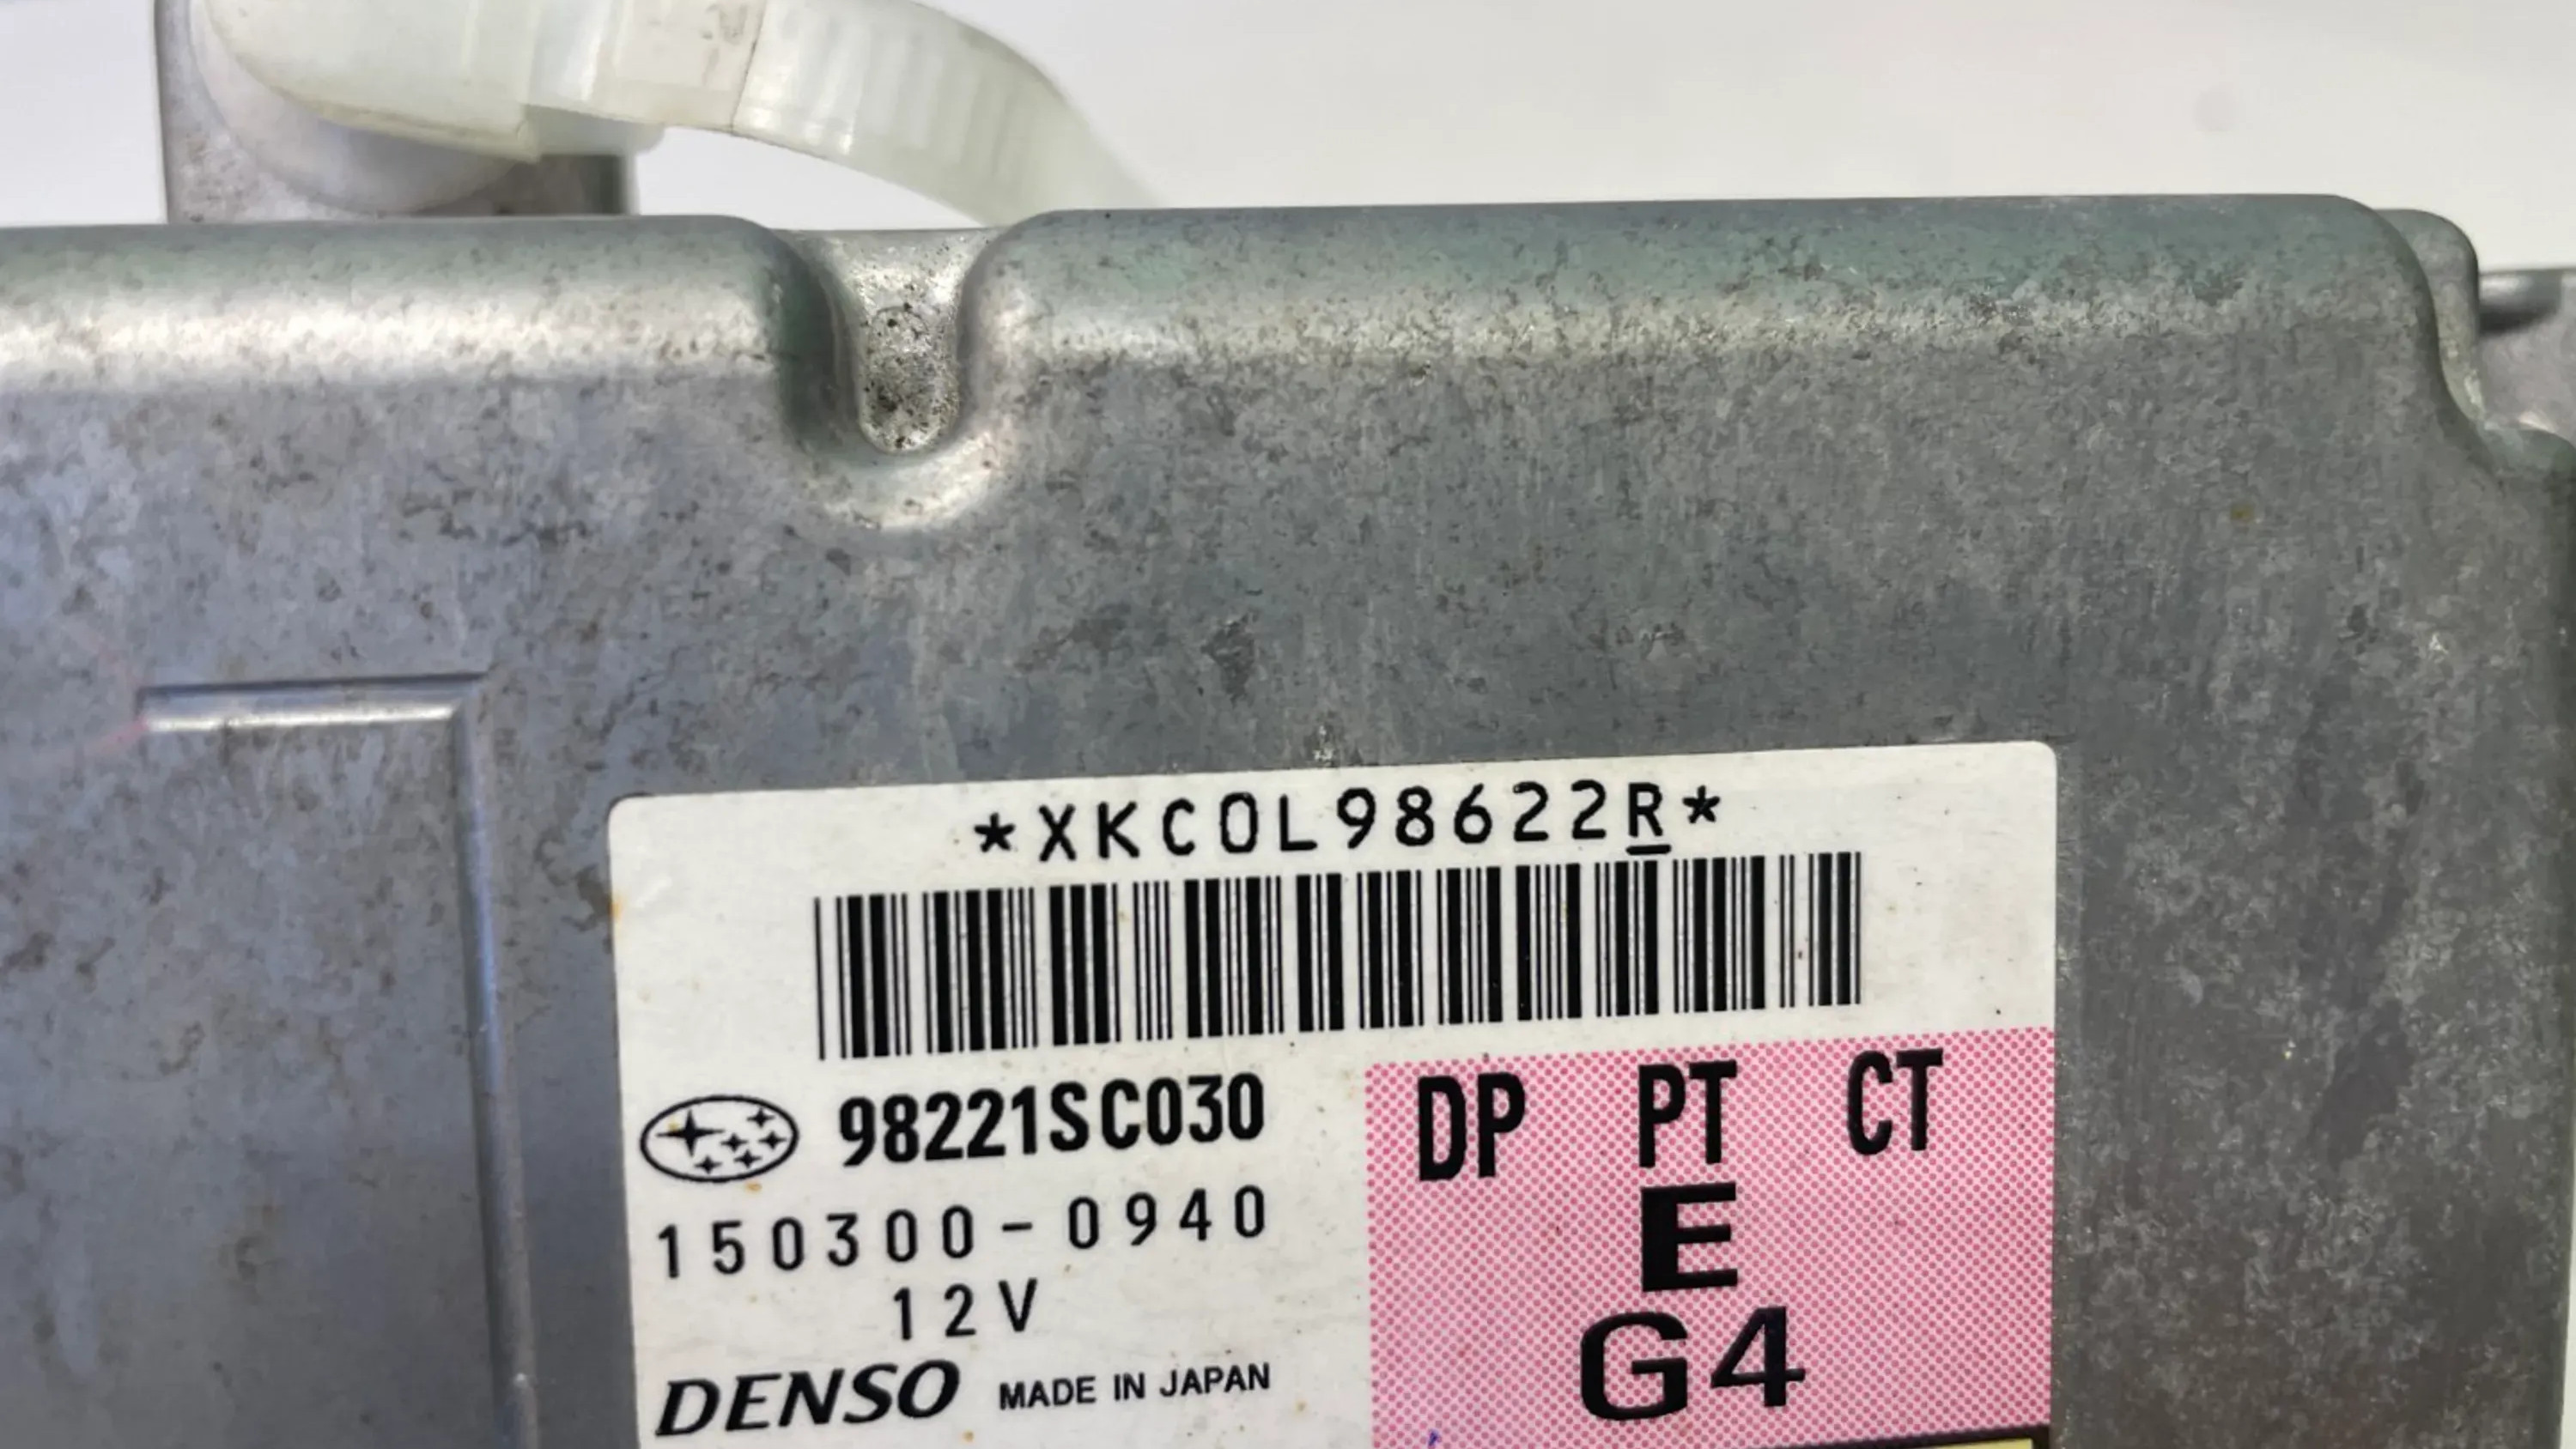 *XKC0L98622R*
98221SC030
150300-0940
12V
DENSO MADE IN JAPAN
DP PT CT
E
G4